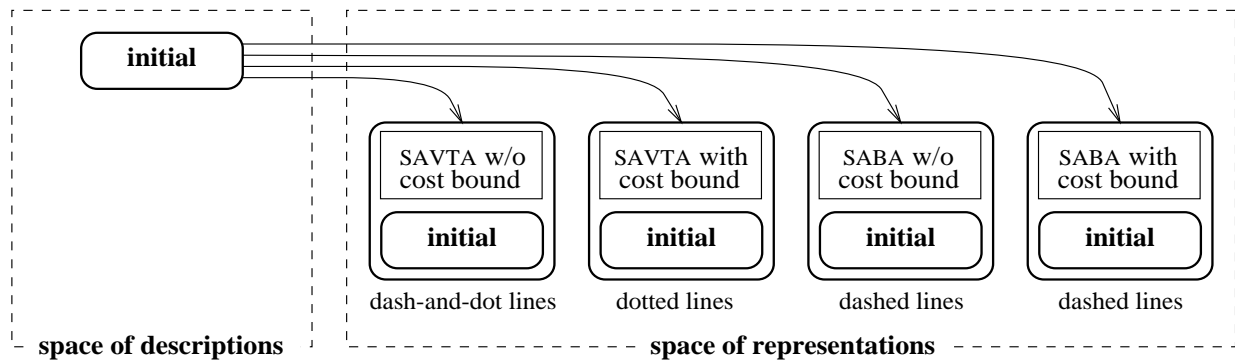 initial
SAVTA w/o
cost bound
initial
dash-and-dot lines
SAVTA with
cost bound
initial
dotted lines
SABA w/o
cost bound
initial
dashed lines
SABA with
cost bound
initial
dashed lines
space of descriptions
space of representations